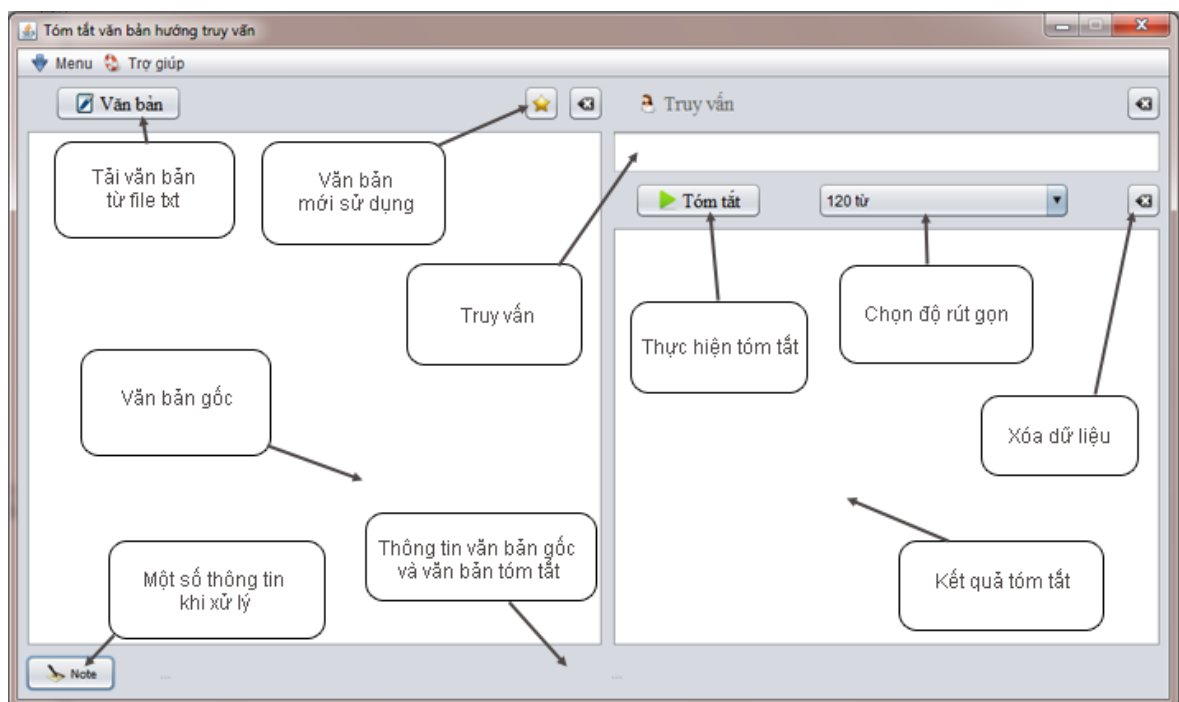 Tóm tắt văn bản hướng truy vấn
Menu Trợ giúp
Văn bản
Truy vấn
Tải văn bản
từ file txt
Văn bản
mới sử dụng
Tóm tắt
120 từ
Truy vấn
Thực hiện tóm tắt
Chọn độ rút gọn
Văn bản gốc
Xóa dữ liệu
Thông tin văn bản gốc
và văn bản tóm tắt
Một số thông tin
khi xử lý
Kết quả tóm tắt
Note
...
...